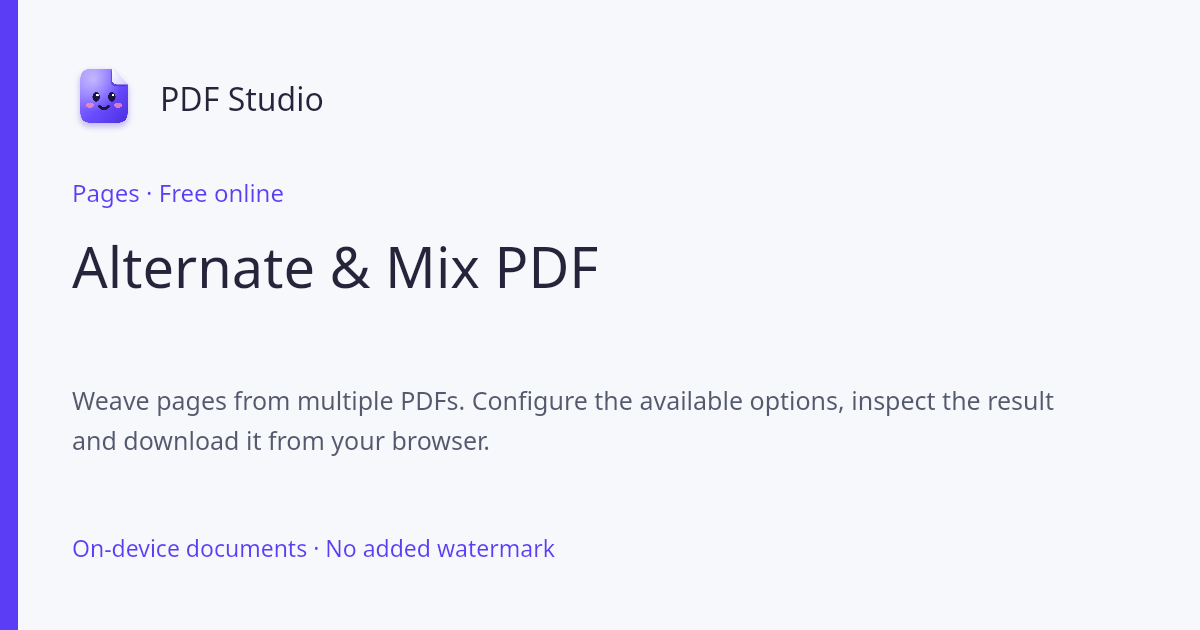 PDF Studio
Pages · Free online
Alternate & Mix PDF
Weave pages from multiple PDFs. Configure the available options, inspect the result
and download it from your browser.
On-device documents · No added watermark